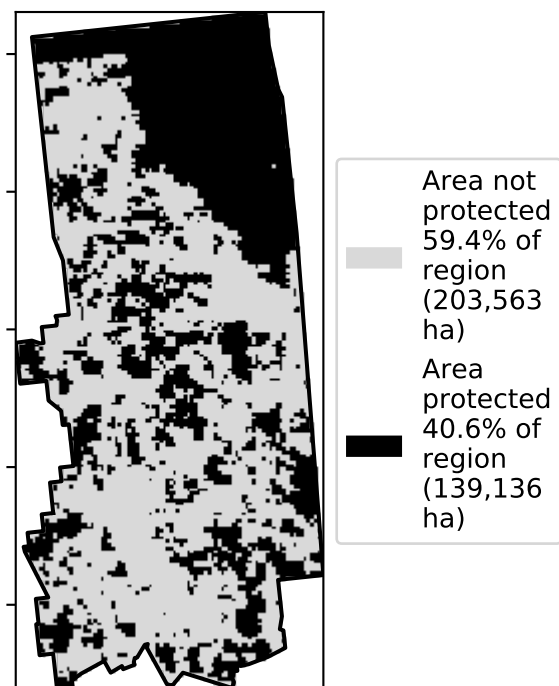 Area not
protected
59.4% of
region
(203,563
ha)
Area
protected
40.6% of
region
(139,136
ha)